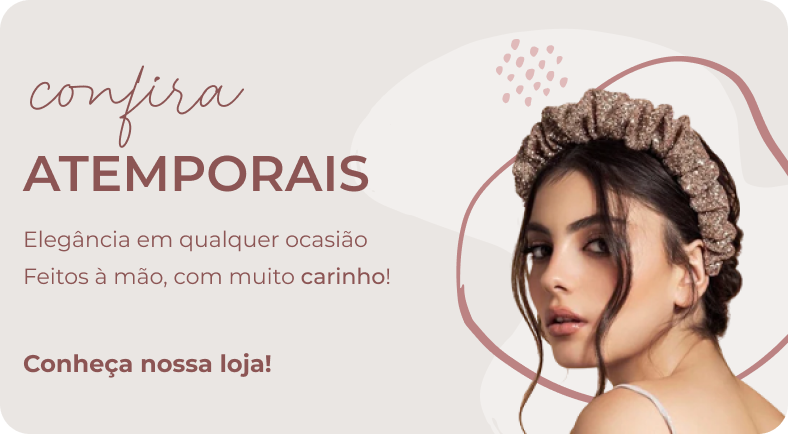 confira
ATEMPORAIS
Elegância em qualquer ocasião
Feitos à mão, com muito carinho!
Conheça nossa loja!